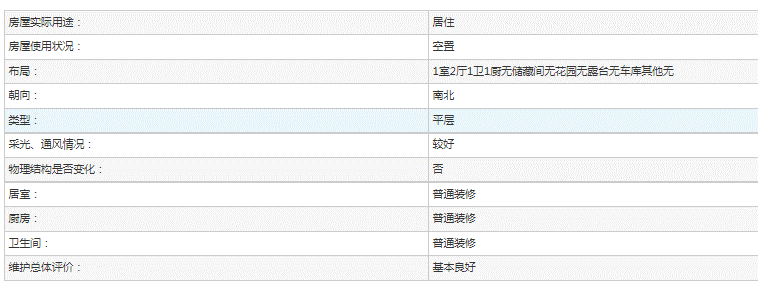 房屋实际用途： 居住
房屋使用状况： 空置
布局： 1室2厅1卫1厨无储藏间无花园无露台无车库其他无
朝向： 南北
类型： 平层
采光、通风情况： 较好
物理结构是否变化： 否
居室： 普通装修
厨房： 普通装修
卫生间： 普通装修
维护总体评价： 基本良好